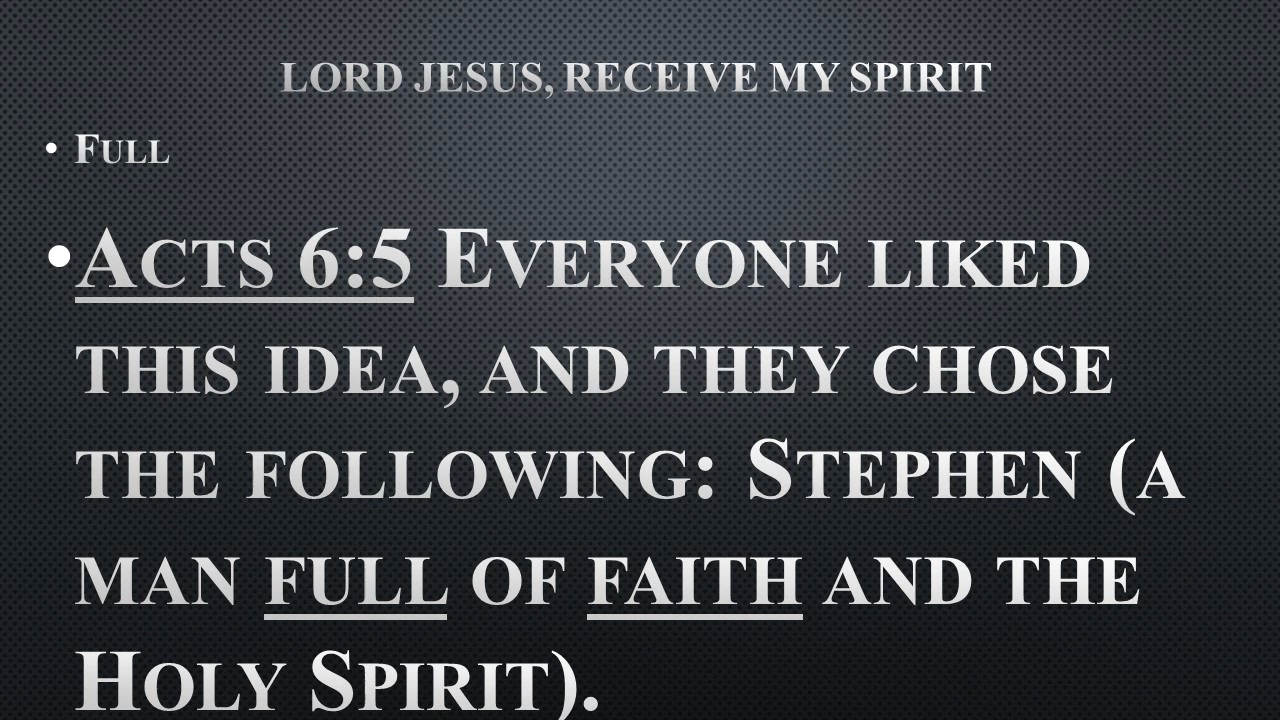 LORD JESUS, RECEIVE MY SPIRIT
• Full
• Acts 6:5 Everyone liked
this idea, and they chose
the following: Stephen (a
man full of faith and the
Holy Spirit).